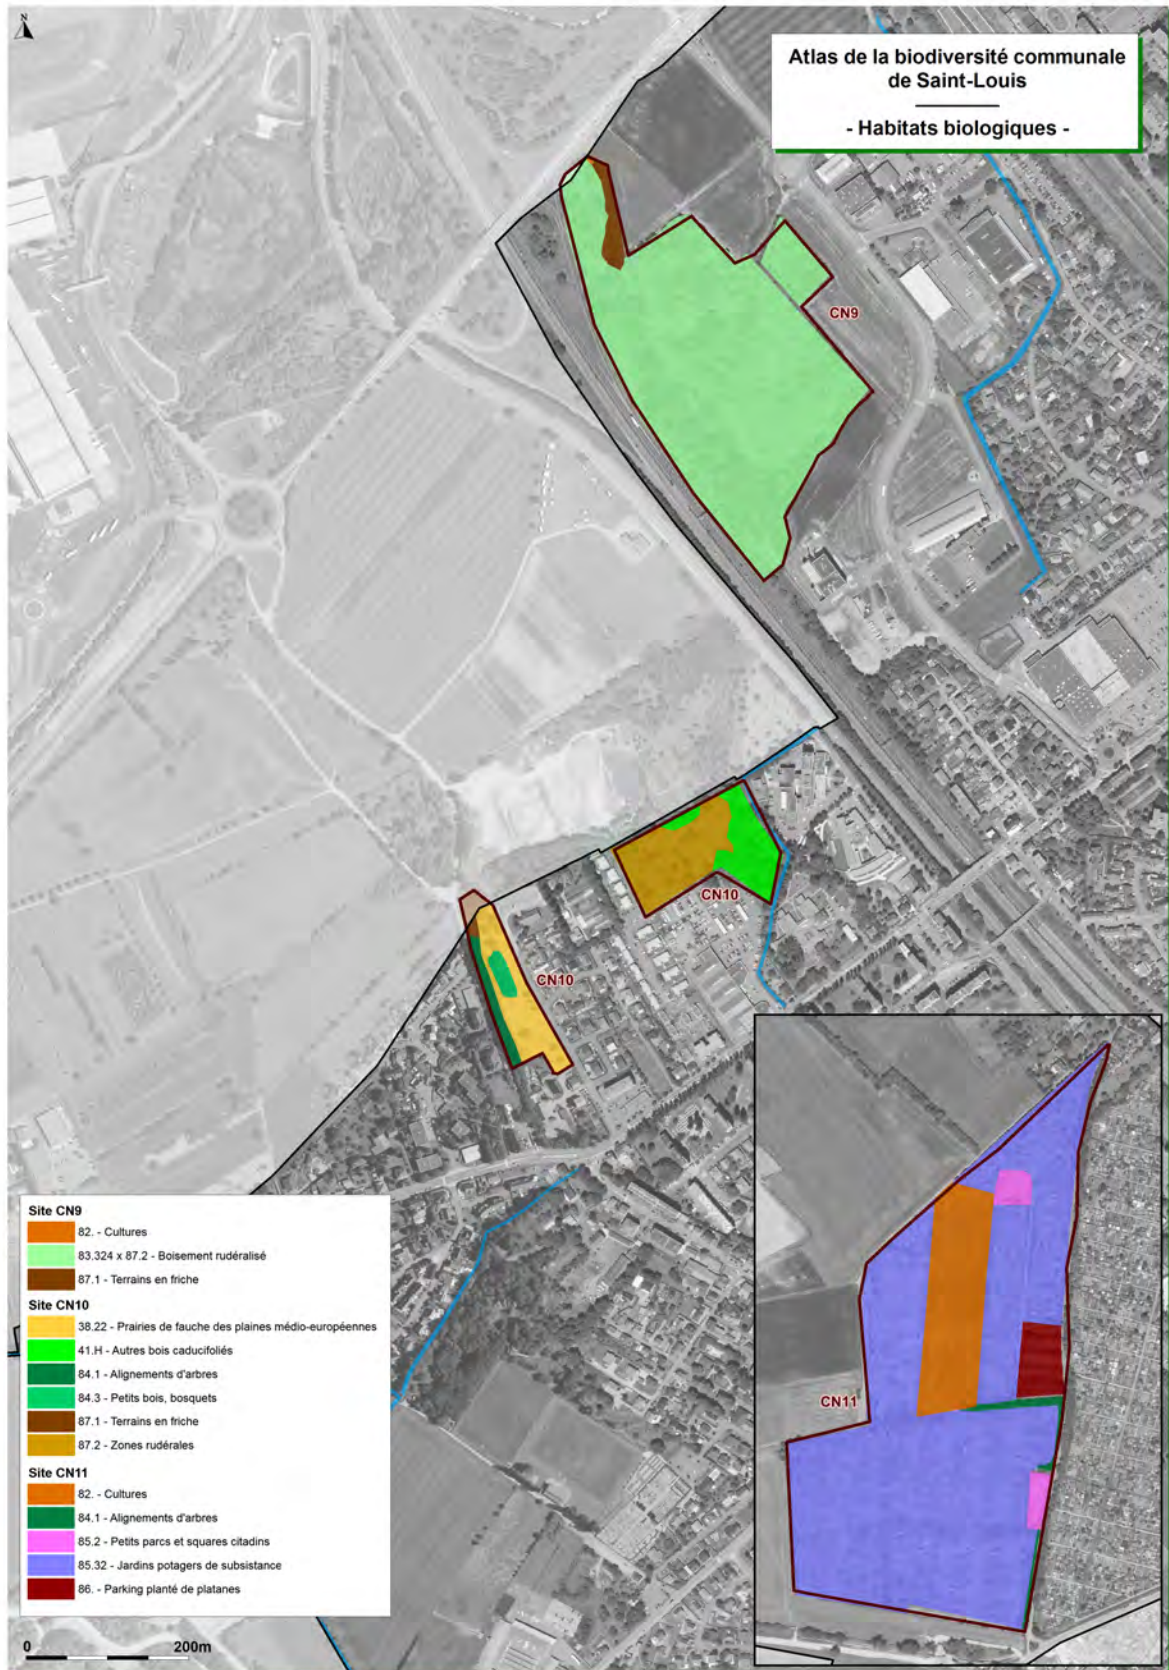 N
Atlas de la biodiversité communale
de Saint-Louis
- Habitats biologiques -
CN9
CN10
CN10
CN11
Site CN9
82. - Cultures
83.324 x 87.2 - Boisement rudéralisé
87.1 - Terrains en friche
Site CN10
38.22 - Prairies de fauche des plaines médio-européennes
41.H - Autres bois caducifoliés
84.1 - Alignements d'arbres
84.3 - Petits bois, bosquets
87.1 - Terrains en friche
87.2 - Zones rudérales
Site CN11
82. - Cultures
84.1 - Alignements d'arbres
85.2 - Petits parcs et squares citadins
85.32 - Jardins potagers de subsistance
86. - Parking planté de platanes
0 200m